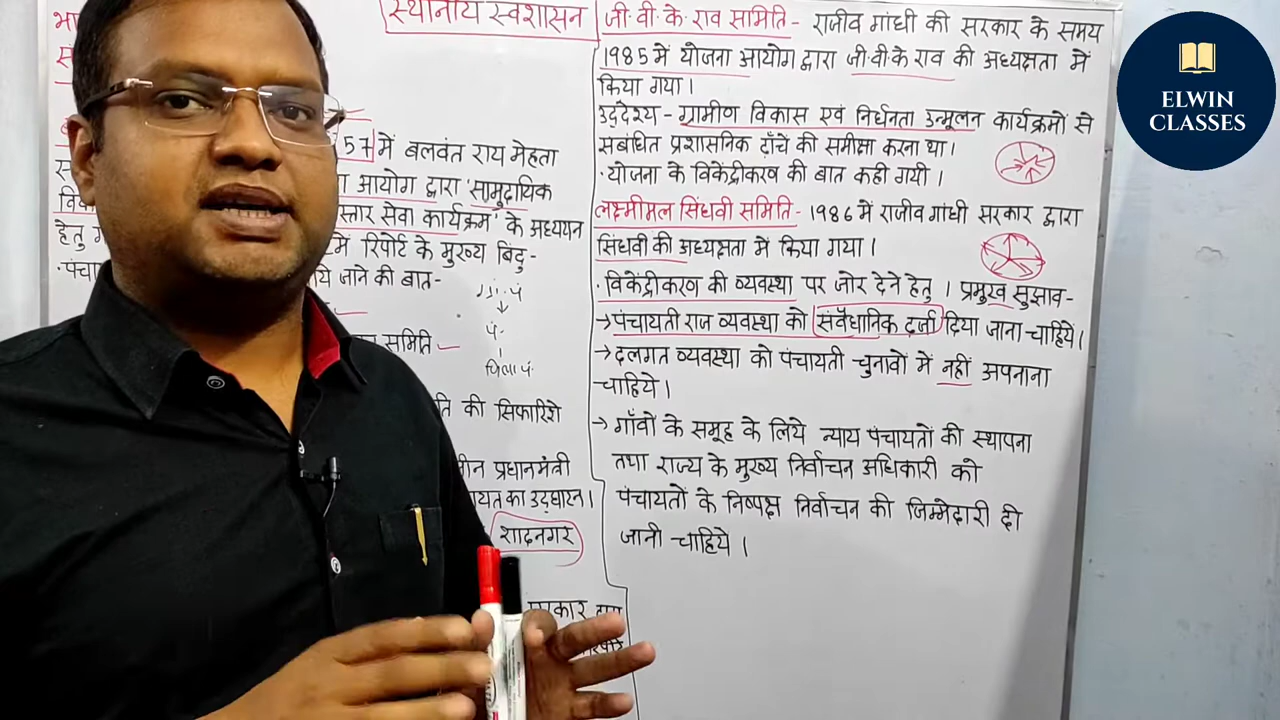 स्थानीय स्वशासन
57 में बलवंत राय मेहता
आयोग द्वारा 'सामुदायिक
स्तार सेवा कार्यक्रम' के अध्ययन
हेतु
में रिपोर्ट के मुख्य बिंदु-
पंचा
ये जाने की बात-
समिति
जिला पं.
ति की सिफारिशे
मीन प्रधानमंत्री
यत का उद्घाटन।
शादनगर
जी.वी.के. राव समिति- राजीव गांधी की सरकार के समय
1985 में योजना आयोग द्वारा जी.वी.के राव की अध्यक्षता में
किया गया।
उद्देश्य- ग्रामीण विकास एवं निर्धनता उन्मूलन कार्यक्रमों से
संबंधित प्रशासनिक ढाँचे की समीक्षा करना था।
·योजना के विकेंद्रीकरण की बात कही गयी।
लक्ष्मीमल सिंघवी समिति- 1986 में राजीव गांधी सरकार द्वारा
सिंघवी की अध्यक्षता में किया गया।
·विकेंद्रीकरण की व्यवस्था पर जोर देने हेतु। प्रमुख सुझाव-
→पंचायती राज व्यवस्था को संवैधानिक दर्जा दिया जाना चाहिये।
→दलगत व्यवस्था को पंचायती चुनावों में नहीं अपनाना
चाहिये।
→गाँवों के समूह के लिये न्याय पंचायतों की स्थापना
तथा राज्य के मुख्य निर्वाचन अधिकारी को
पंचायतों के निष्पक्ष निर्वाचन की जिम्मेदारी दी
जानी चाहिये।
ELWIN
CLASSES